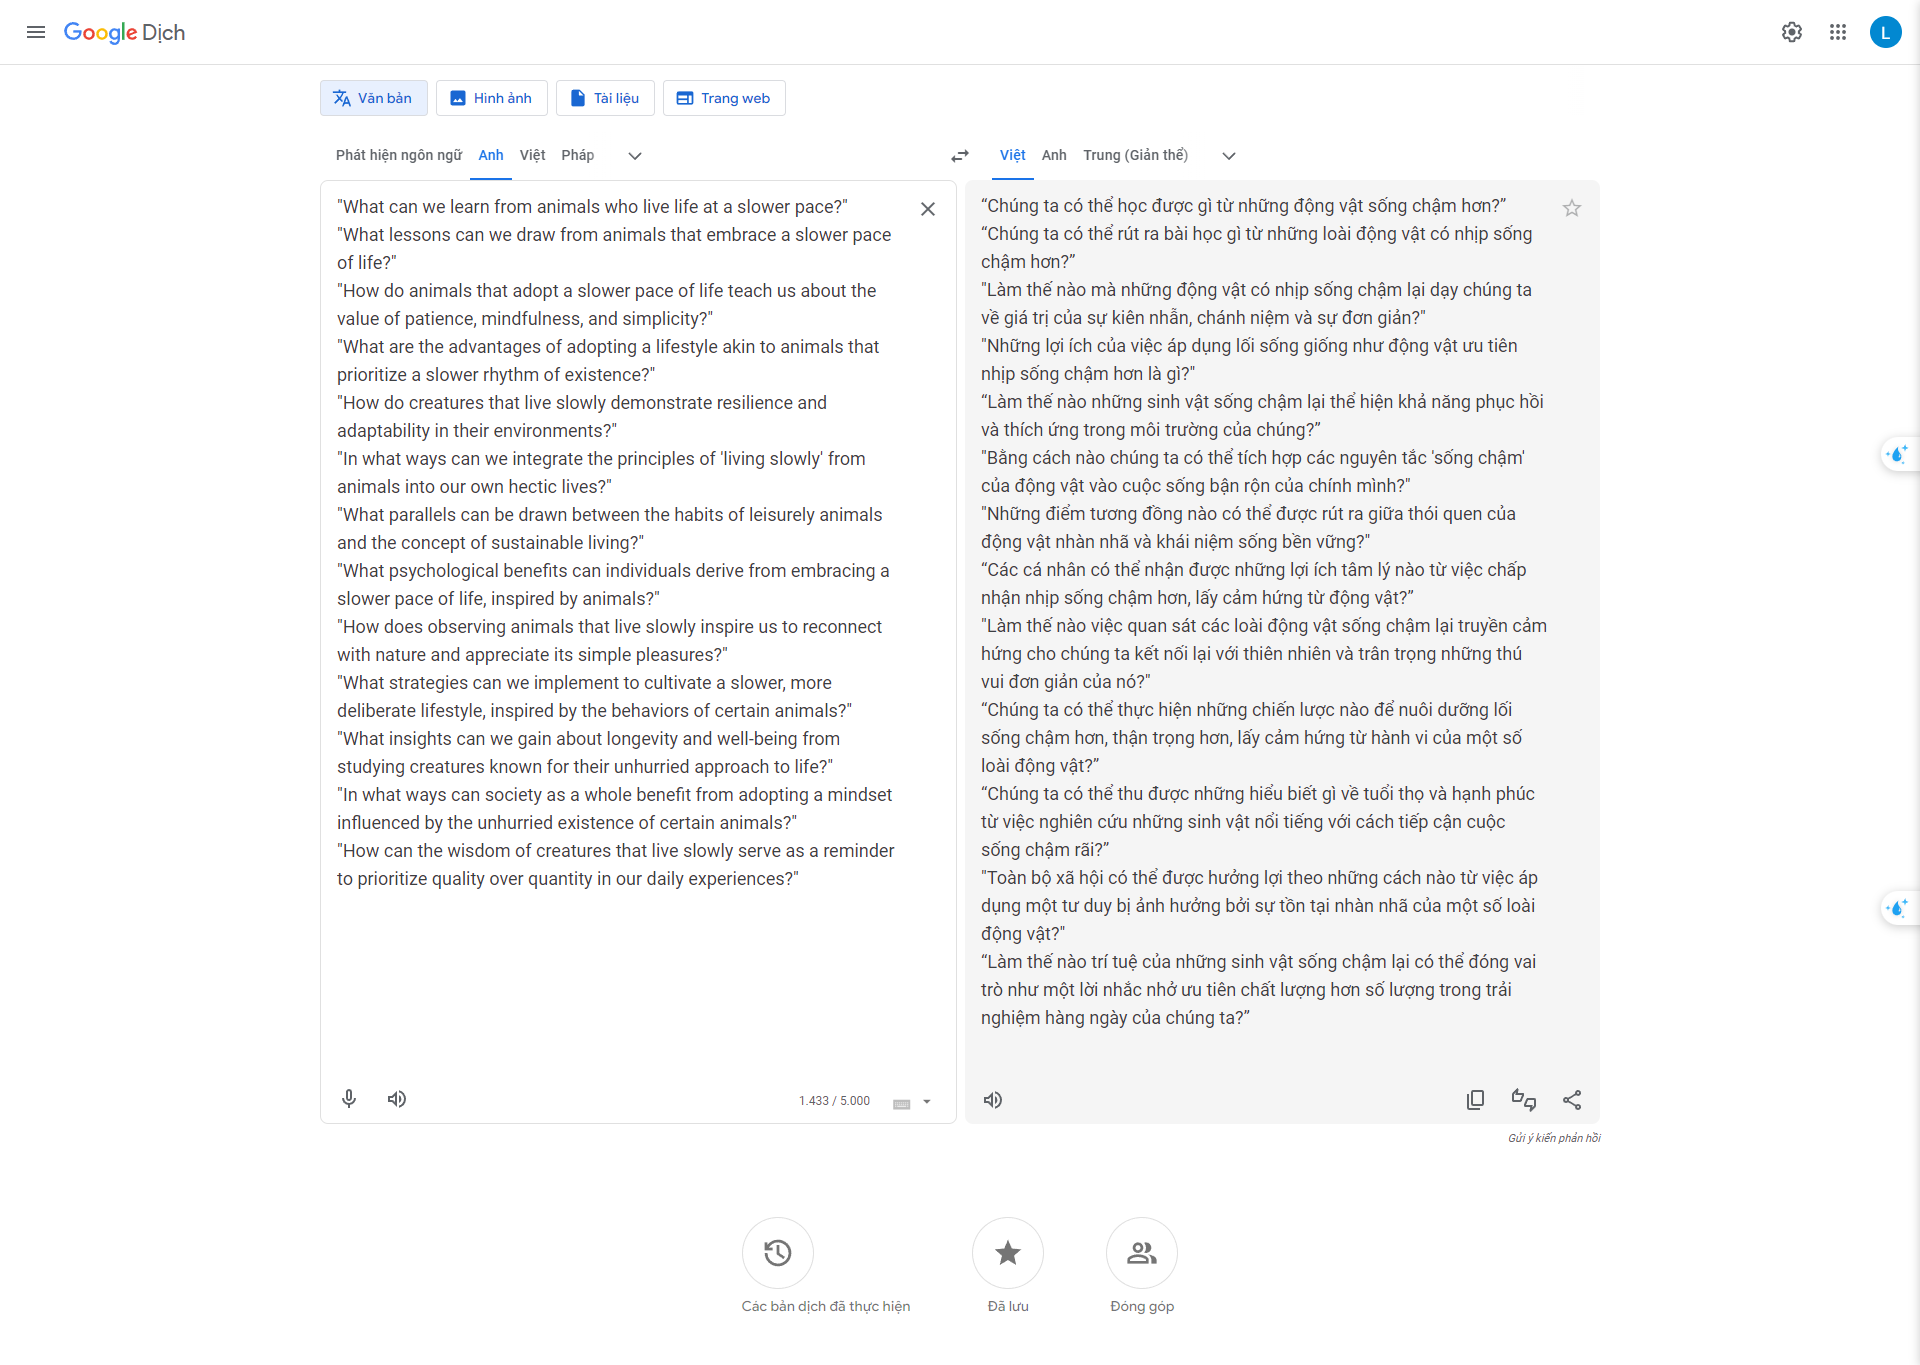 Google Dịch
L
Văn bản
Hình ảnh
Tài liệu
Trang web
Phát hiện ngôn ngữ
Anh
Việt
Pháp
Việt
Anh
Trung (Giản thể)
"What can we learn from animals who live life at a slower pace?"
"What lessons can we draw from animals that embrace a slower pace
of life?"
"How do animals that adopt a slower pace of life teach us about the
value of patience, mindfulness, and simplicity?"
"What are the advantages of adopting a lifestyle akin to animals that
prioritize a slower rhythm of existence?"
"How do creatures that live slowly demonstrate resilience and
adaptability in their environments?"
"In what ways can we integrate the principles of 'living slowly' from
animals into our own hectic lives?"
"What parallels can be drawn between the habits of leisurely animals
and the concept of sustainable living?"
"What psychological benefits can individuals derive from embracing a
slower pace of life, inspired by animals?"
"How does observing animals that live slowly inspire us to reconnect
with nature and appreciate its simple pleasures?"
"What strategies can we implement to cultivate a slower, more
deliberate lifestyle, inspired by the behaviors of certain animals?"
"What insights can we gain about longevity and well-being from
studying creatures known for their unhurried approach to life?"
"In what ways can society as a whole benefit from adopting a mindset
influenced by the unhurried existence of certain animals?"
"How can the wisdom of creatures that live slowly serve as a reminder
to prioritize quality over quantity in our daily experiences?"
1.433 / 5.000
“Chúng ta có thể học được gì từ những động vật sống chậm hơn?”
“Chúng ta có thể rút ra bài học gì từ những loài động vật có nhịp sống
chậm hơn?”
"Làm thế nào mà những động vật có nhịp sống chậm lại dạy chúng ta
về giá trị của sự kiên nhẫn, chánh niệm và sự đơn giản?"
"Những lợi ích của việc áp dụng lối sống giống như động vật ưu tiên
nhịp sống chậm hơn là gì?"
“Làm thế nào những sinh vật sống chậm lại thể hiện khả năng phục hồi
và thích ứng trong môi trường của chúng?”
"Bằng cách nào chúng ta có thể tích hợp các nguyên tắc 'sống chậm'
của động vật vào cuộc sống bận rộn của chính mình?"
"Những điểm tương đồng nào có thể được rút ra giữa thói quen của
động vật nhàn nhã và khái niệm sống bền vững?"
“Các cá nhân có thể nhận được những lợi ích tâm lý nào từ việc chấp
nhận nhịp sống chậm hơn, lấy cảm hứng từ động vật?”
"Làm thế nào việc quan sát các loài động vật sống chậm lại truyền cảm
hứng cho chúng ta kết nối lại với thiên nhiên và trân trọng những thú
vui đơn giản của nó?"
“Chúng ta có thể thực hiện những chiến lược nào để nuôi dưỡng lối
sống chậm hơn, thận trọng hơn, lấy cảm hứng từ hành vi của một số
loài động vật?”
“Chúng ta có thể thu được những hiểu biết gì về tuổi thọ và hạnh phúc
từ việc nghiên cứu những sinh vật nổi tiếng với cách tiếp cận cuộc
sống chậm rãi?”
"Toàn bộ xã hội có thể được hưởng lợi theo những cách nào từ việc áp
dụng một tư duy bị ảnh hưởng bởi sự tồn tại nhàn nhã của một số loài
động vật?"
“Làm thế nào trí tuệ của những sinh vật sống chậm lại có thể đóng vai
trò như một lời nhắc nhở ưu tiên chất lượng hơn số lượng trong trải
nghiệm hàng ngày của chúng ta?”
Gửi ý kiến phản hồi
Các bản dịch đã thực hiện
Đã lưu
Đóng góp